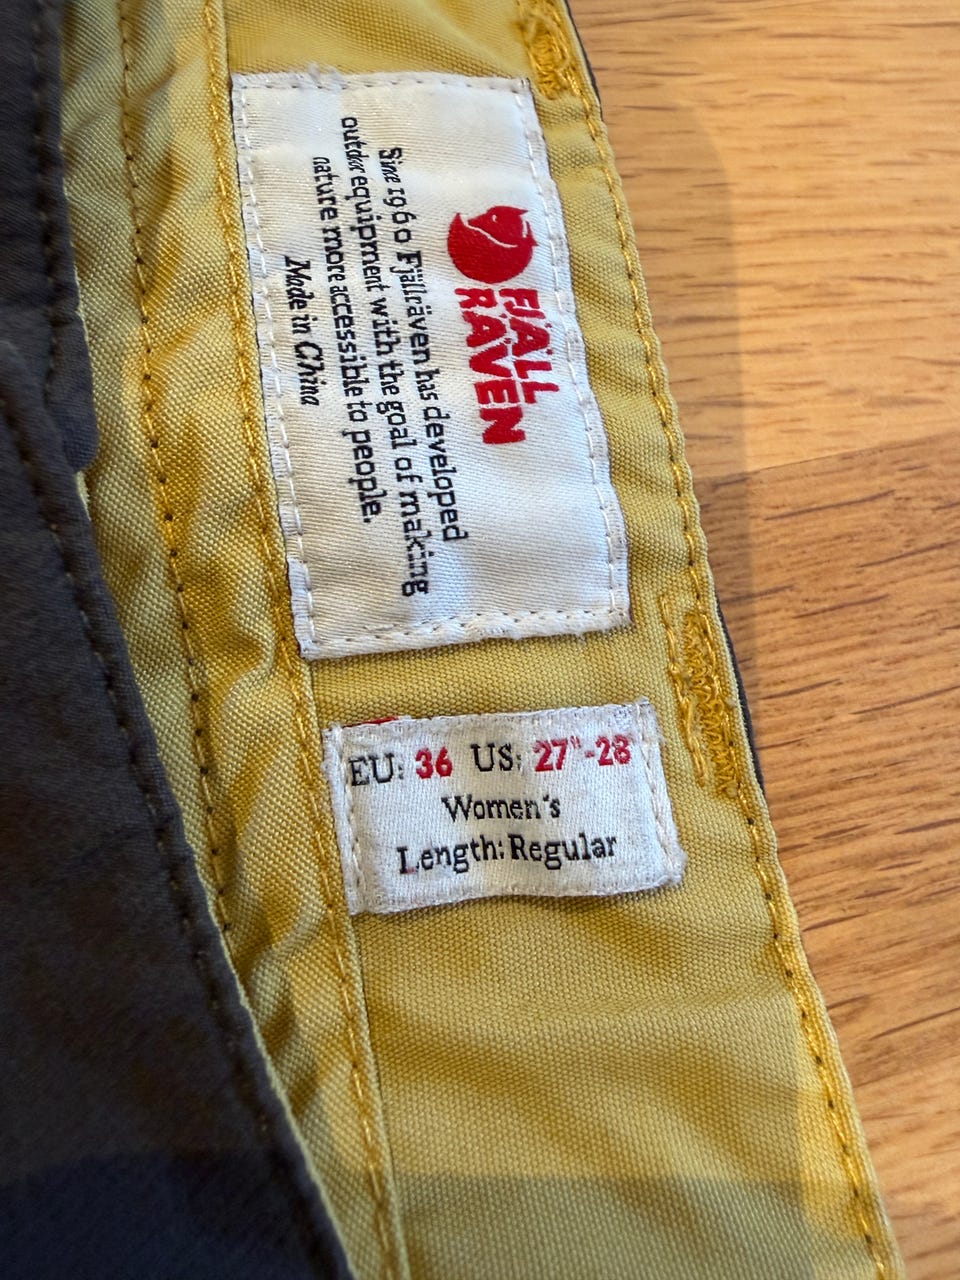 FJÄLL
RÄVEN
Since 1960 Fjällräven has developed
outdoor equipment with the goal of making
nature more accessible to people.
Made in China
EU: 36 US: 27"-28"
Women's
Length: Regular